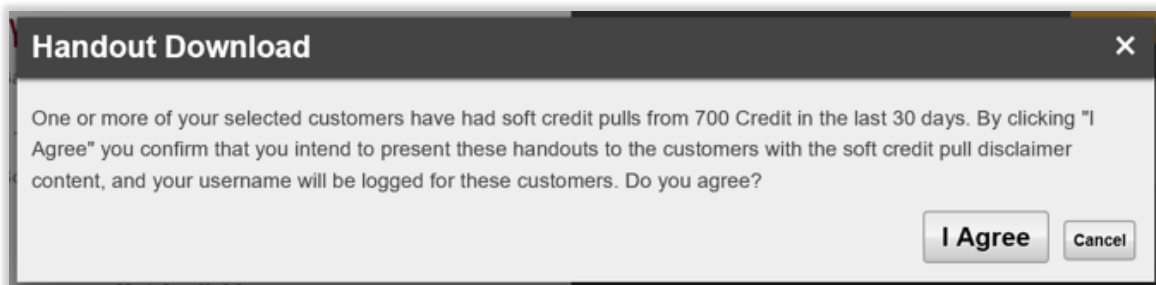 Handout Download
One or more of your selected customers have had soft credit pulls from 700 Credit in the last 30 days. By clicking "I
Agree" you confirm that you intend to present these handouts to the customers with the soft credit pull disclaimer
content, and your username will be logged for these customers. Do you agree?
I Agree
Cancel